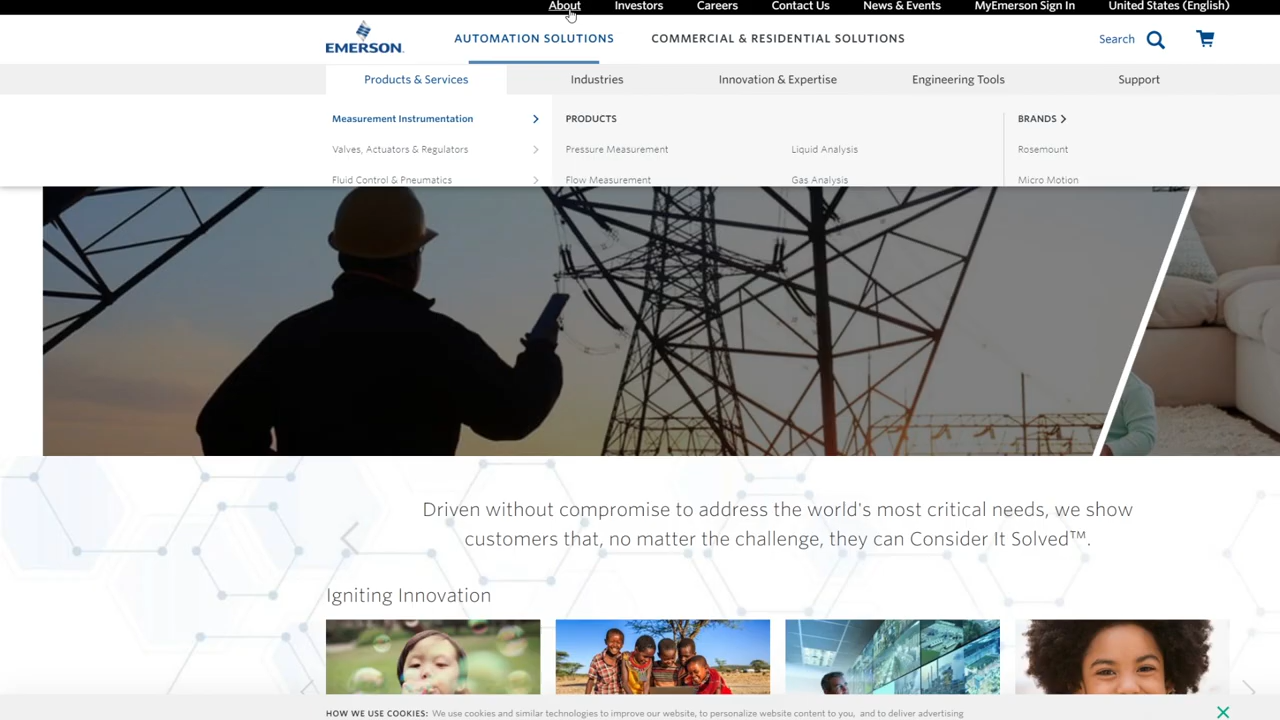 About Investors Careers Contact Us News & Events MyEmerson Sign In United States (English)
EMERSON AUTOMATION SOLUTIONS COMMERCIAL & RESIDENTIAL SOLUTIONS Search
Products & Services Industries Innovation & Expertise Engineering Tools Support
Measurement Instrumentation PRODUCTS BRANDS
Valves, Actuators & Regulators Pressure Measurement Liquid Analysis Rosemount
Fluid Control & Pneumatics Flow Measurement Gas Analysis Micro Motion
Driven without compromise to address the world's most critical needs, we show
customers that, no matter the challenge, they can Consider It Solved™.
Igniting Innovation
HOW WE USE COOKIES: We use cookies and similar technologies to improve our website, to personalize website content to you, and to deliver advertising